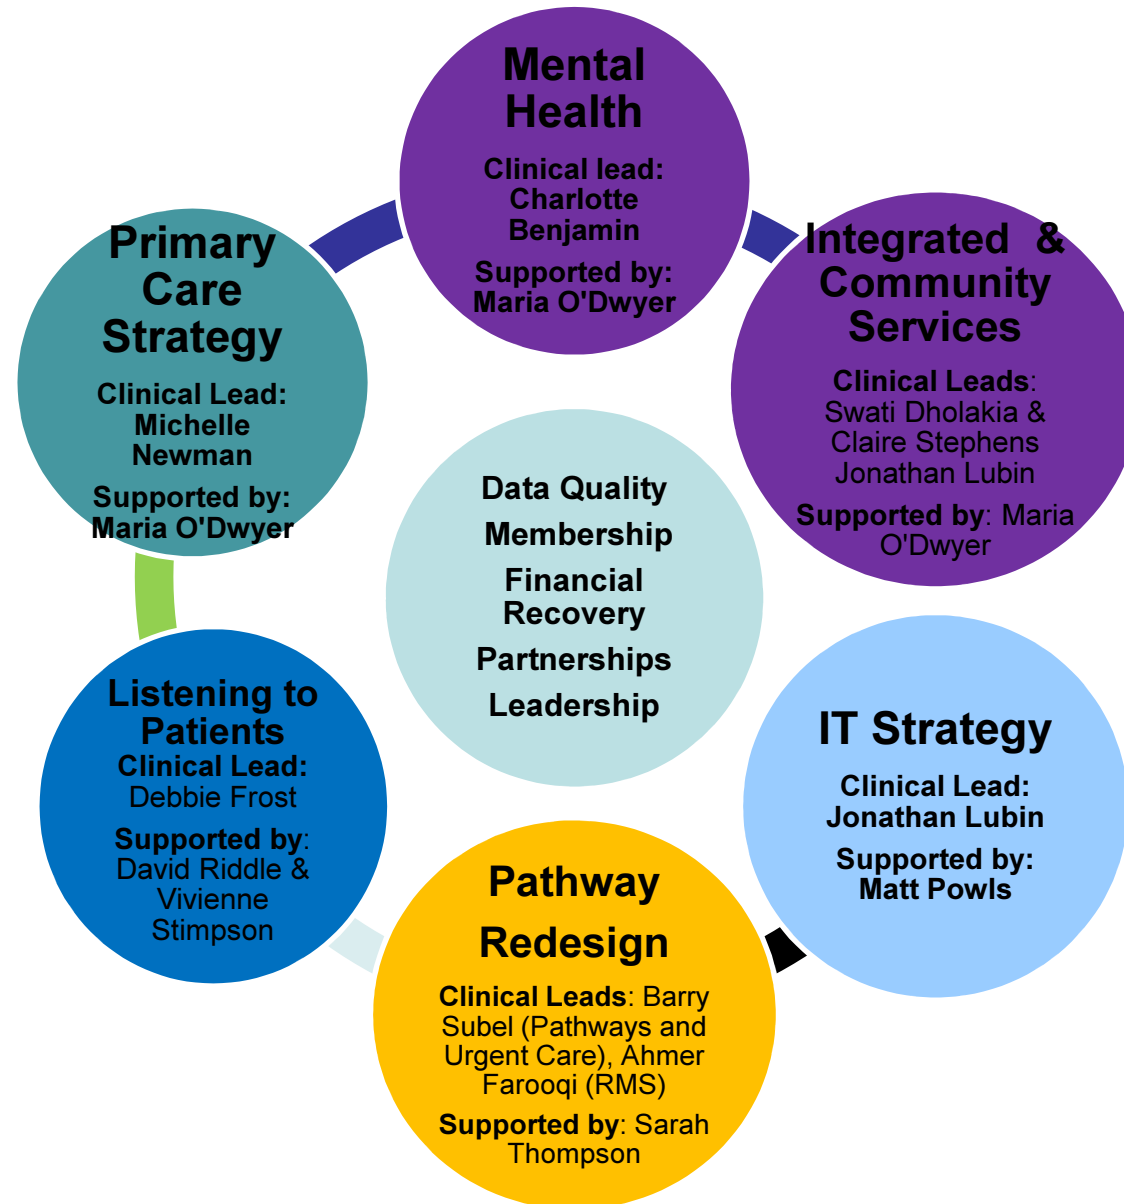 Mental
Health
Clinical lead:
Charlotte
Benjamin
Supported by:
Maria O'Dwyer
Integrated &
Community
Services
Clinical Leads:
Swati Dholakia &
Claire Stephens
Jonathan Lubin
Supported by: Maria
O'Dwyer
IT Strategy
Clinical Lead:
Jonathan Lubin
Supported by:
Matt Powls
Pathway
Redesign
Clinical Leads: Barry
Subel (Pathways and
Urgent Care), Ahmer
Farooqi (RMS)
Supported by: Sarah
Thompson
Listening to
Patients
Clinical Lead:
Debbie Frost
Supported by:
David Riddle &
Vivienne
Stimpson
Primary
Care
Strategy
Clinical Lead:
Michelle
Newman
Supported by:
Maria O'Dwyer
Data Quality
Membership
Financial
Recovery
Partnerships
Leadership